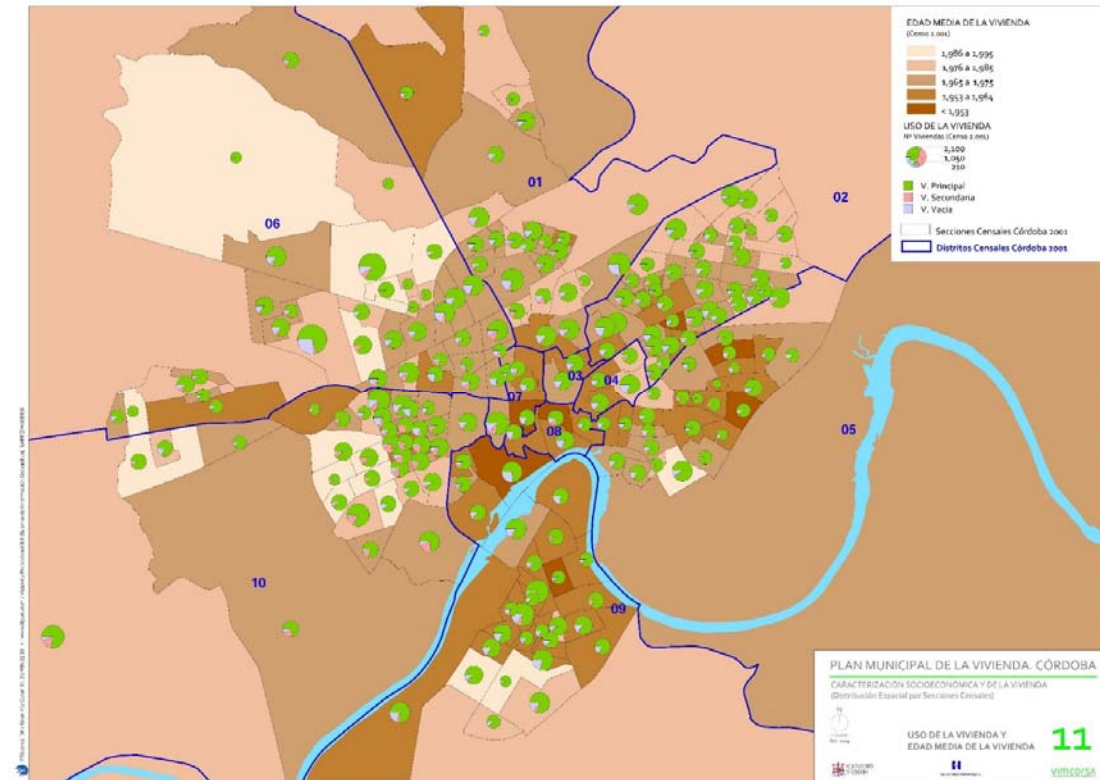 EDAD MEDIA DE LA VIVIENDA
(Censo 2.001)
1,986 a 1,995
1,976 a 1,985
1,965 a 1,975
1,953 a 1,964
< 1,953
USO DE LA VIVIENDA
Nº Viviendas (Censo 2.001)
2,100
1,050
210
V. Principal
V. Secundaria
V. Vacía
Secciones Censales Córdoba 2001
Distritos Censales Córdoba 2001
01
02
06
03
04
07
08
05
10
09
PLAN MUNICIPAL DE LA VIVIENDA. CÓRDOBA
CARACTERIZACIÓN SOCIOECONÓMICA Y DE LA VIVIENDA
(Distribución Espacial por Secciones Censales)
N
USO DE LA VIVIENDA Y
EDAD MEDIA DE LA VIVIENDA
11
VIMCORSA